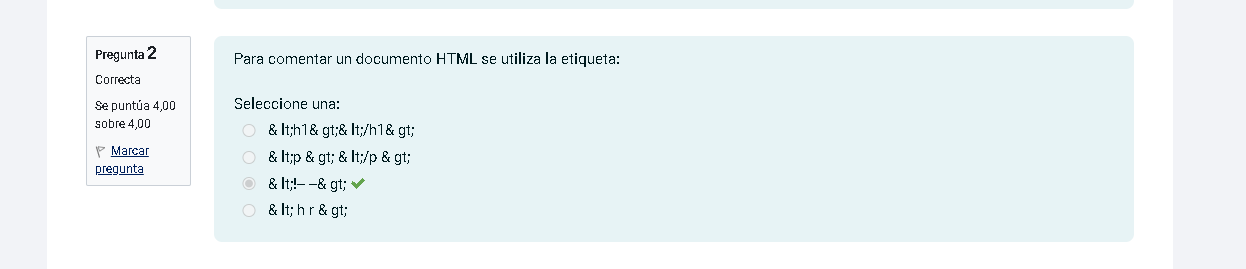 Pregunta 2
Correcta
Se puntúa 4,00
sobre 4,00
Marcar
pregunta
Para comentar un documento HTML se utiliza la etiqueta:
Seleccione una:
& lt;h1& gt;& lt;/h1& gt;
& lt;p & gt; & lt;/p & gt;
& lt;!– –& gt;
& lt; h r & gt;